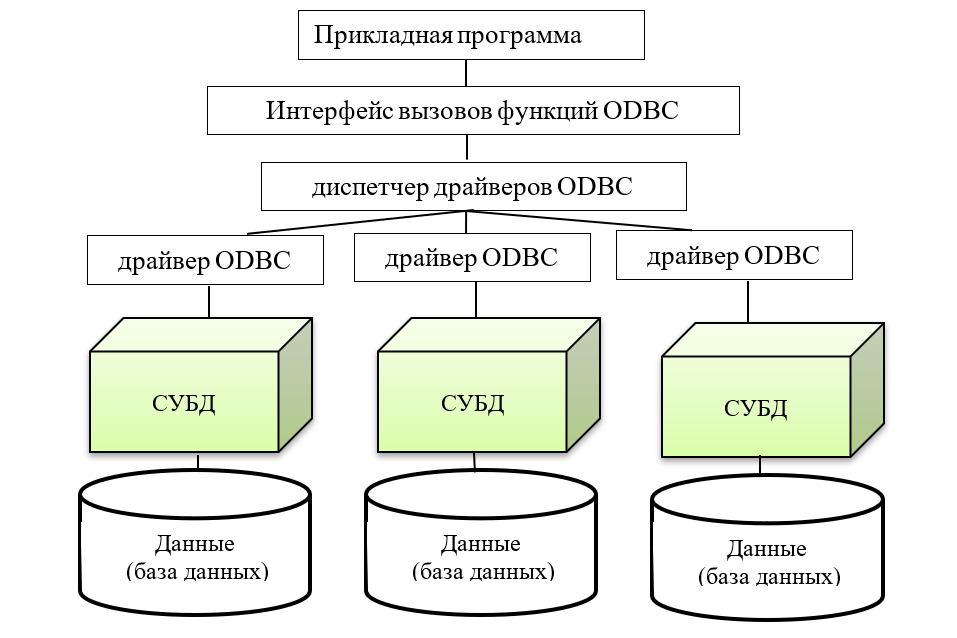 Прикладная программа
Интерфейс вызовов функций ODBC
диспетчер драйверов ODBC
драйвер ODBC
драйвер ODBC
драйвер ODBC
СУБД
СУБД
СУБД
Данные
(база данных)
Данные
(база данных)
Данные
(база данных)